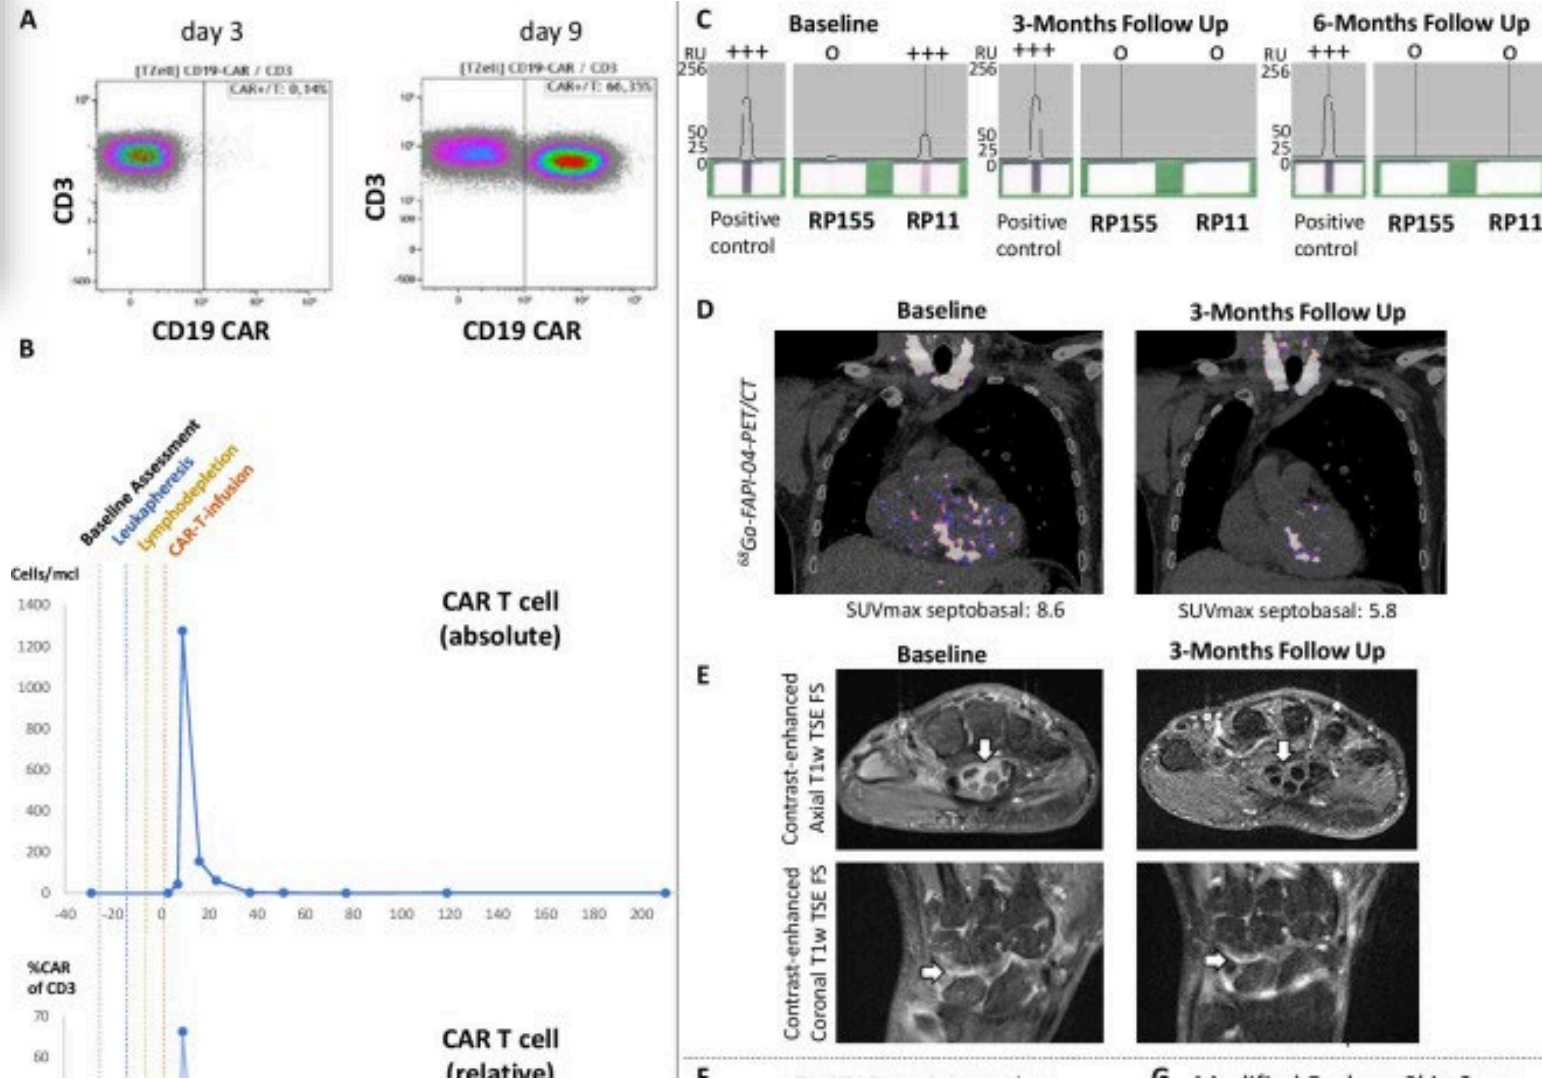 A
day 3
day 9
[TZell] CD19-CAR / CD3
CAR+/T: 0,14%
[TZell] CD19-CAR / CD3
CAR+/T: 66,35%
CD3
CD3
CD19 CAR
CD19 CAR
B
Baseline Assessment
Leukapheresis
Lymphodepletion
CAR-T-infusion
Cells/mcl
CAR T cell
(absolute)
1400
1200
1000
800
600
400
200
0
-40 -20 0 20 40 60 80 100 120 140 160 180 200
%CAR
of CD3
70
60
CAR T cell
(relative)
C
Baseline
3-Months Follow Up
6-Months Follow Up
RU +++ O +++
256
50
25
0
Positive
control
RP155
RP11
RU +++ O O
256
50
25
0
Positive
control
RP155
RP11
RU +++ O O
256
50
25
0
Positive
control
RP155
RP11
D
Baseline
3-Months Follow Up
68Ga-FAPI-04-PET/CT
SUVmax septobasal: 8.6
SUVmax septobasal: 5.8
E
Baseline
3-Months Follow Up
Contrast-enhanced
Axial T1w TSE FS
Contrast-enhanced
Coronal T1w TSE FS